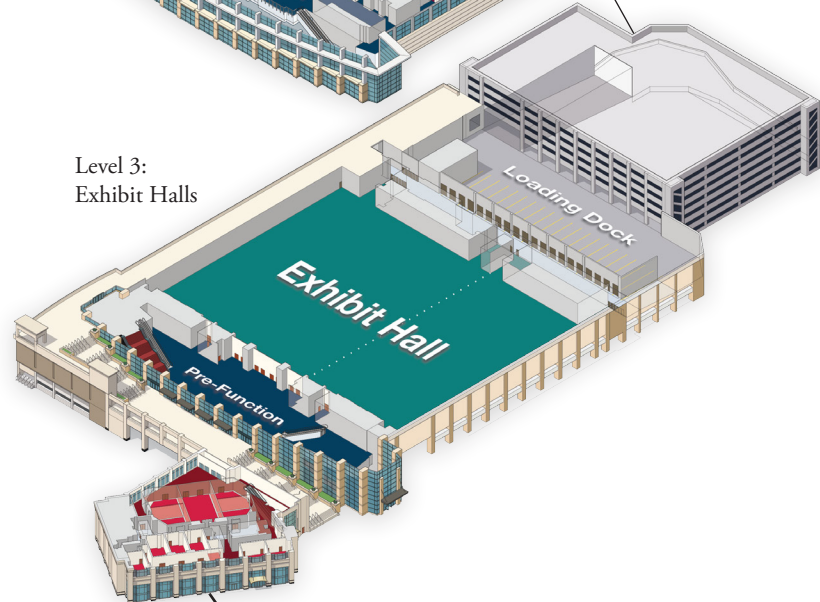 Level 3:
Exhibit Halls
Loading Dock
Exhibit Hall
Pre-Function